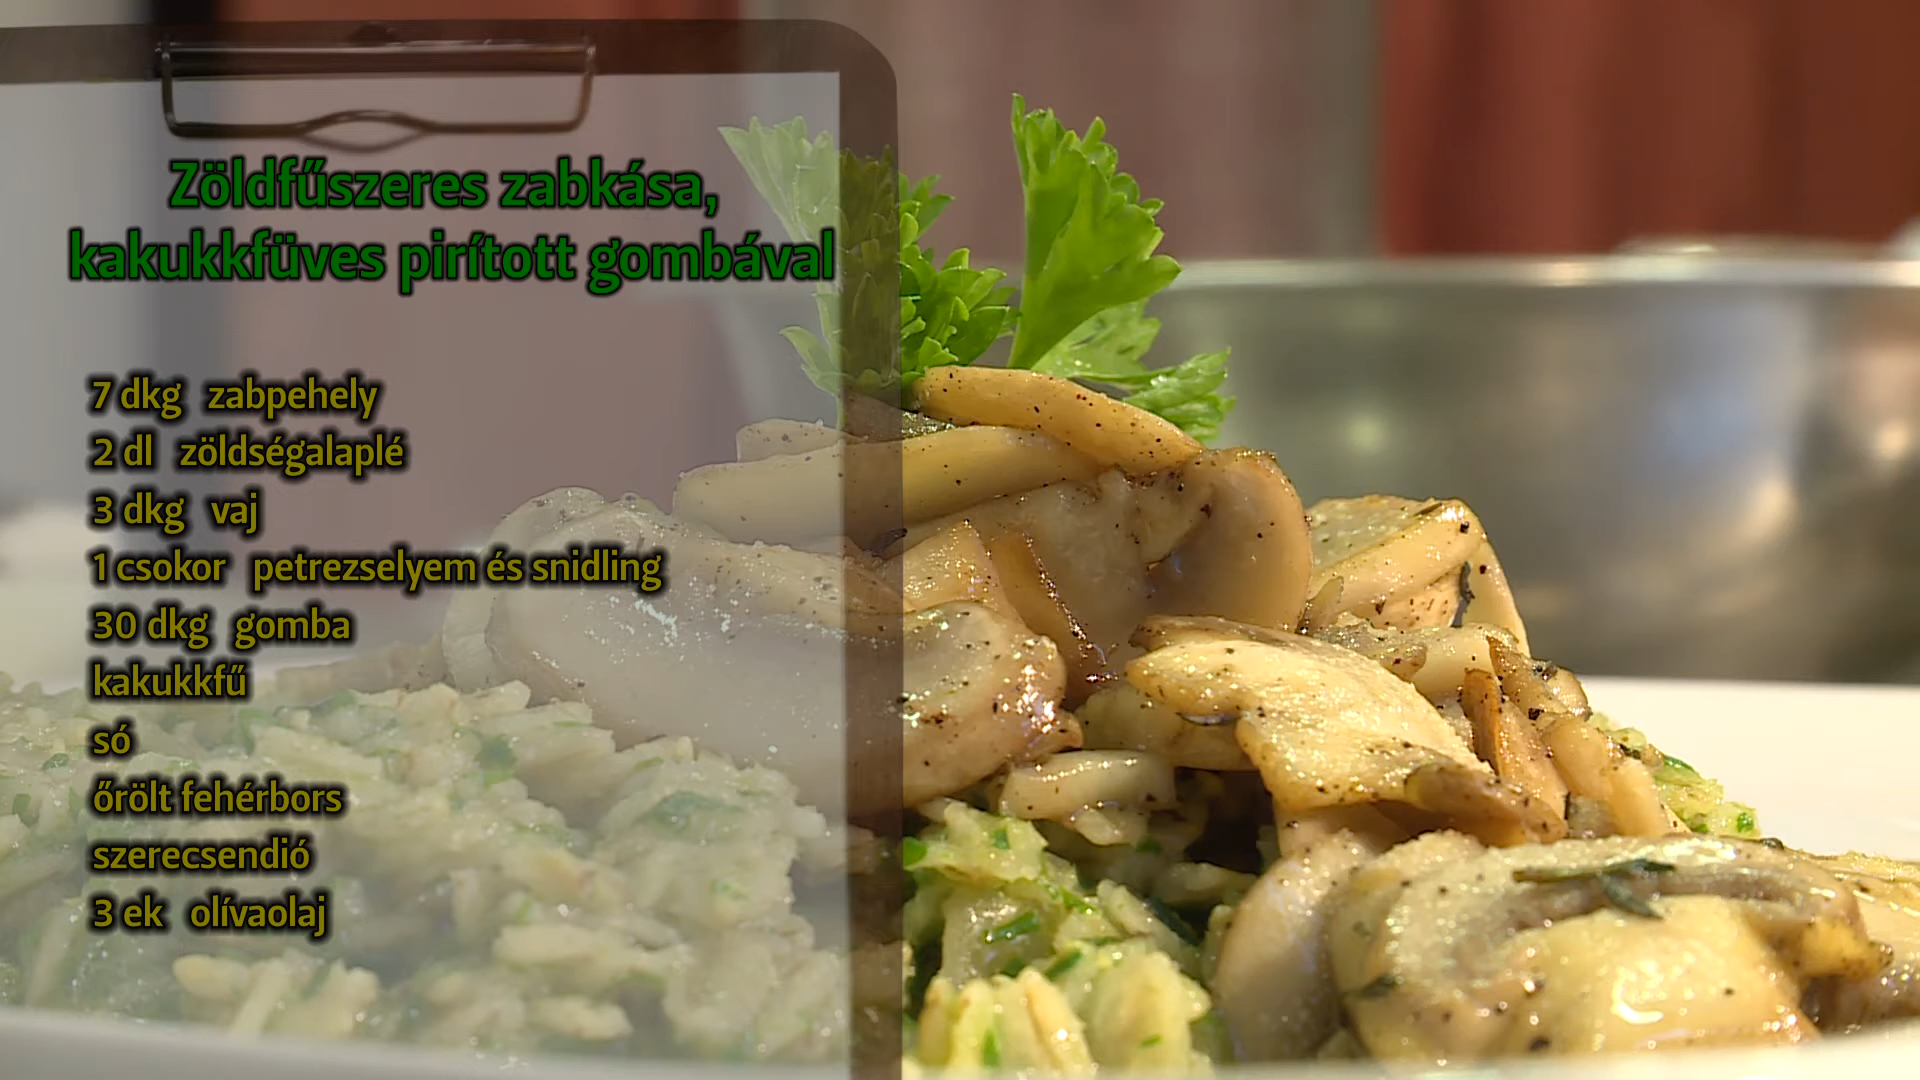 Zöldfűszeres zabkása,
kakukkfüves pirított gombával
7 dkg zabpehely
2 dl zöldségalaplé
3 dkg vaj
1 csokor petrezselyem és snidling
30 dkg gomba
kakukkfű
só
őrölt fehérbors
szerecsendió
3 ek olívaolaj